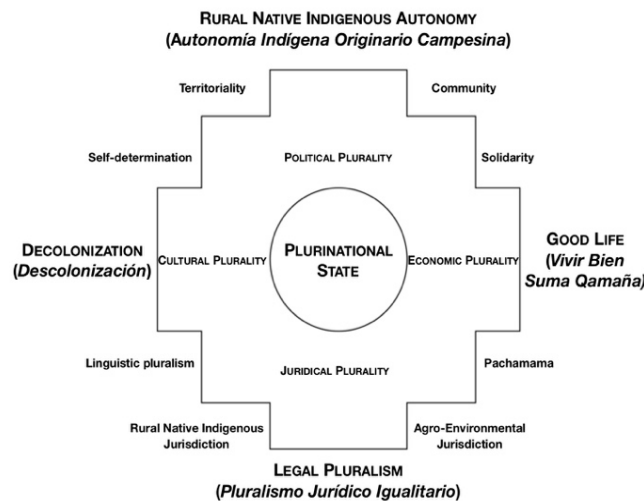 RURAL NATIVE INDIGENOUS AUTONOMY
(Autonomía Indígena Originario Campesina)
Territoriality
Community
Self-determination
POLITICAL PLURALITY
Solidarity
DECOLONIZATION
(Descolonización)
CULTURAL PLURALITY
PLURINATIONAL
STATE
ECONOMIC PLURALITY
GOOD LIFE
(Vivir Bien
Suma Qamaña)
Linguistic pluralism
JURIDICAL PLURALITY
Pachamama
Rural Native Indigenous
Jurisdiction
Agro-Environmental
Jurisdiction
LEGAL PLURALISM
(Pluralismo Jurídico Igualitario)